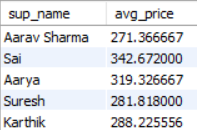 sup_name avg_price
Aarav Sharma 271.366667
Sai 342.672000
Aarya 319.326667
Suresh 281.818000
Karthik 288.225556